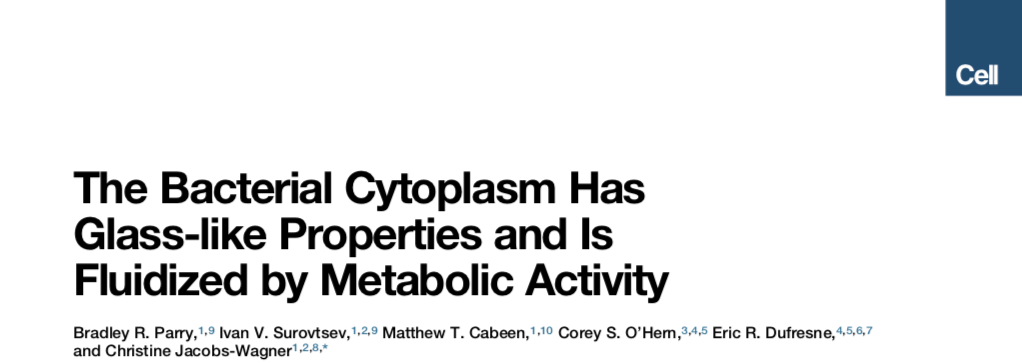 Cell
The Bacterial Cytoplasm Has
Glass-like Properties and Is
Fluidized by Metabolic Activity
Bradley R. Parry,1,9 Ivan V. Surovtsev,1,2,9 Matthew T. Cabeen,1,10 Corey S. O'Hern,3,4,5 Eric R. Dufresne,4,5,6,7
and Christine Jacobs-Wagner1,2,8,*